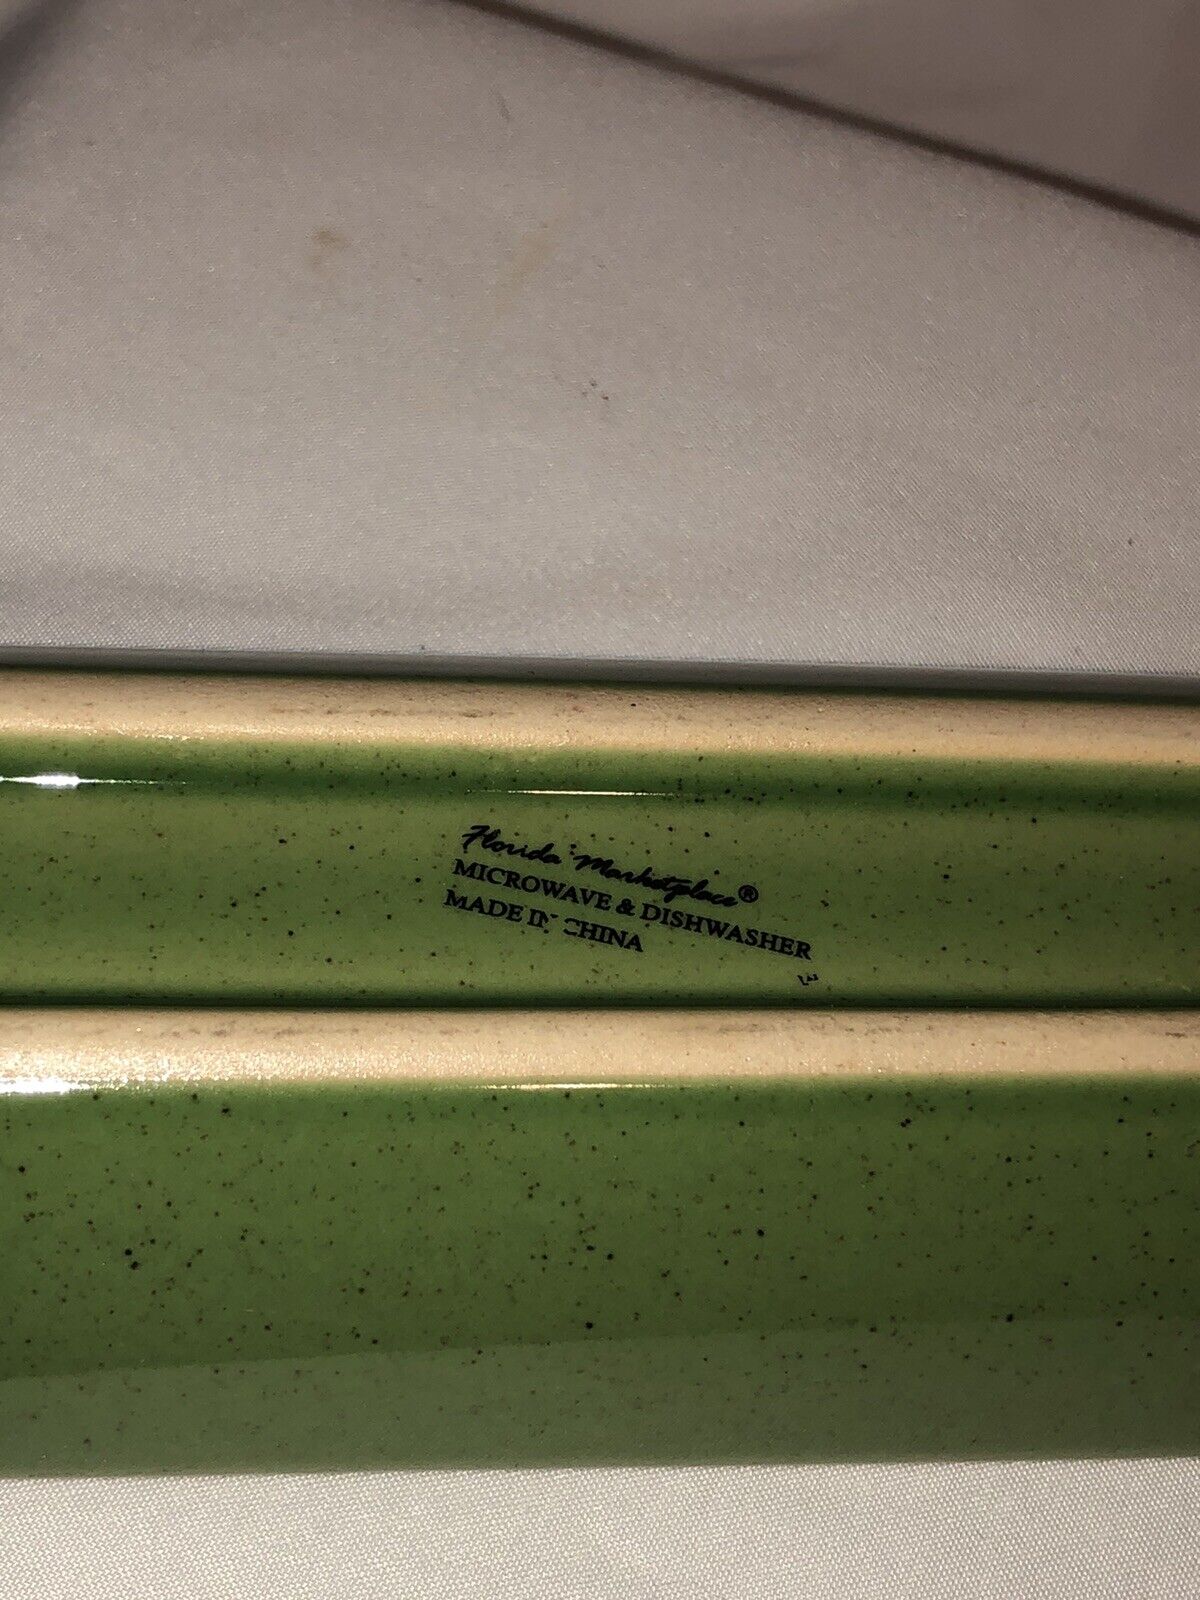 Florida Marketplace®
MICROWAVE & DISHWASHER
MADE IN CHINA